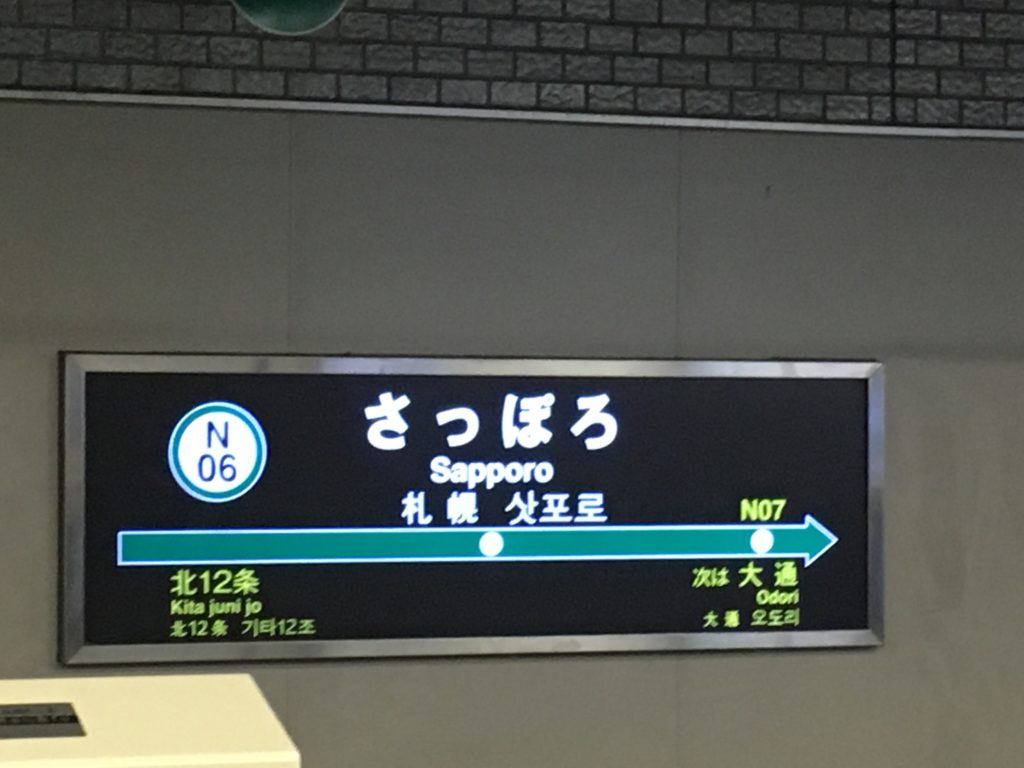 N
06
さっぽろ
Sapporo
札幌 삿포로
N07
北12条
Kita juni jo
北12条 기타12조
次は 大通
Odori
大通 오도리